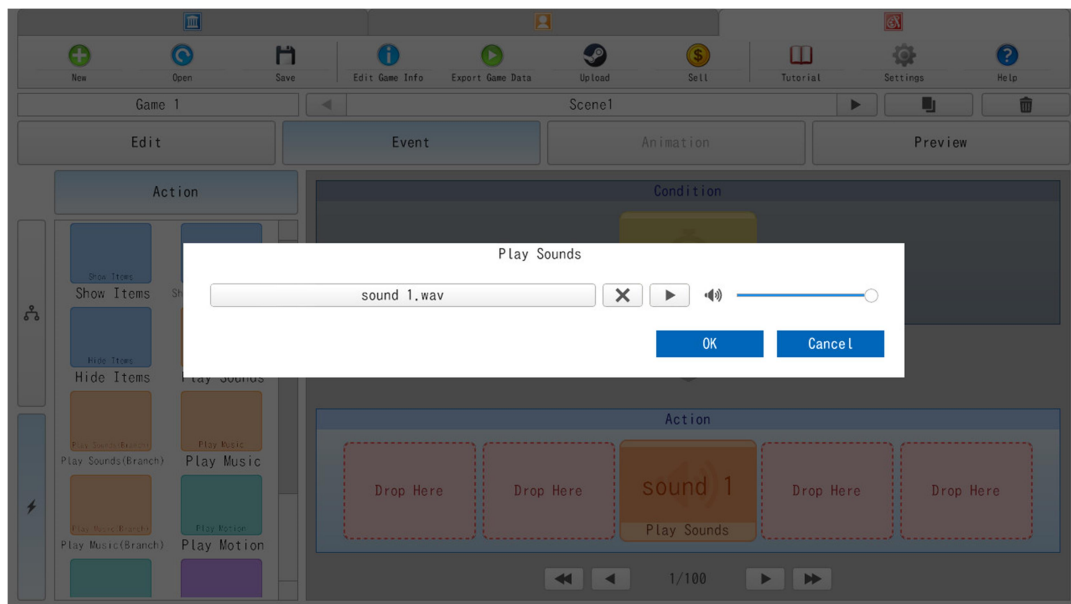 New
Open
Save
Edit Game Info
Export Game Data
Upload
Sell
Tutorial
Settings
Help
Game 1
Scene1
Edit
Event
Animation
Preview
Action
Condition
Show Items
Show Items
Sh
Play Sounds
sound 1.wav
OK
Cancel
Hide Items
Hide Items
Play Sounds
Action
Play Sounds(Branch)
Play Music
Play Sounds(Branch)
Play Music
Drop Here
Drop Here
sound 1
Play Sounds
Drop Here
Drop Here
Play Music(Branch)
Play Motion
Play Music(Branch)
Play Motion
1/100